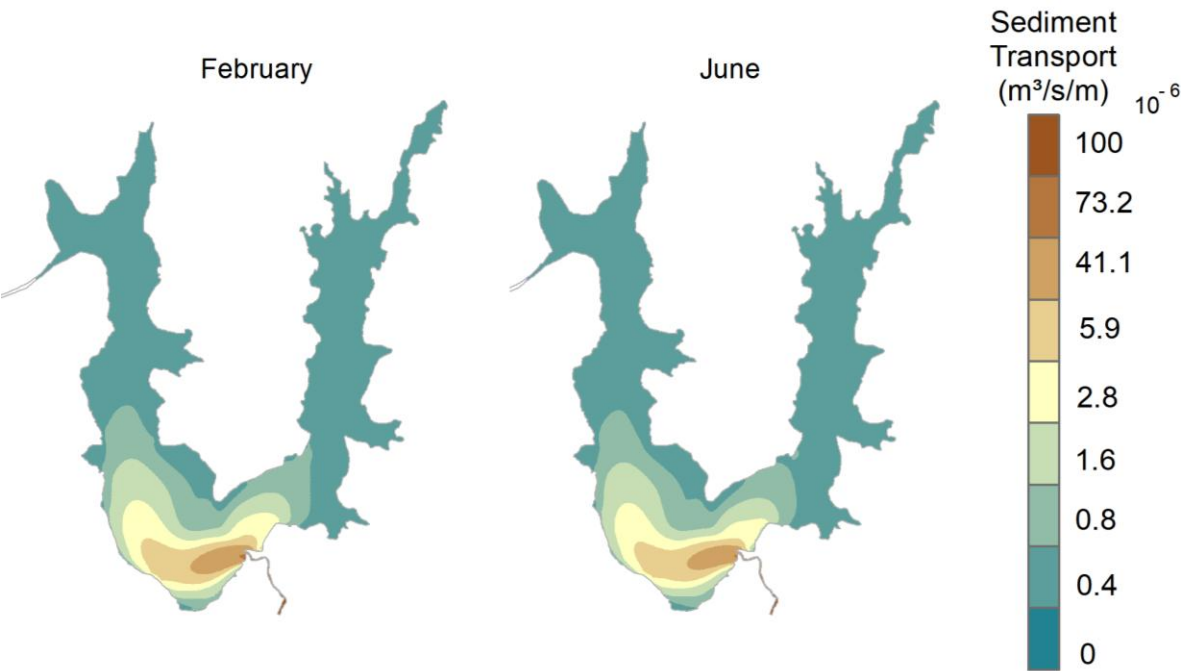 February
June
Sediment
Transport
(m³/s/m)
10⁻⁶
100
73.2
41.1
5.9
2.8
1.6
0.8
0.4
0